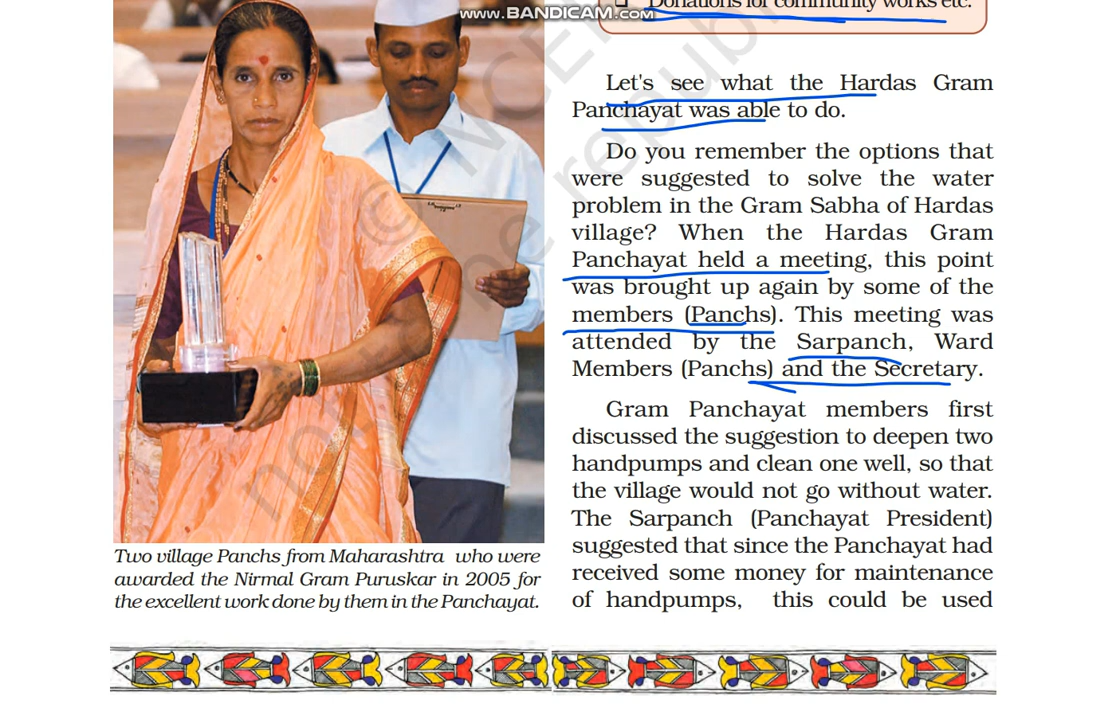 www.BANDICAM.com
Donations for community works etc.
Let's see what the Hardas Gram
Panchayat was able to do.
Do you remember the options that
were suggested to solve the water
problem in the Gram Sabha of Hardas
village? When the Hardas Gram
Panchayat held a meeting, this point
was brought up again by some of the
members (Panchs). This meeting was
attended by the Sarpanch, Ward
Members (Panchs) and the Secretary.
Gram Panchayat members first
discussed the suggestion to deepen two
handpumps and clean one well, so that
the village would not go without water.
The Sarpanch (Panchayat President)
suggested that since the Panchayat had
received some money for maintenance
of handpumps, this could be used
Two village Panchs from Maharashtra who were
awarded the Nirmal Gram Puruskar in 2005 for
the excellent work done by them in the Panchayat.
© NCE
not
be republ